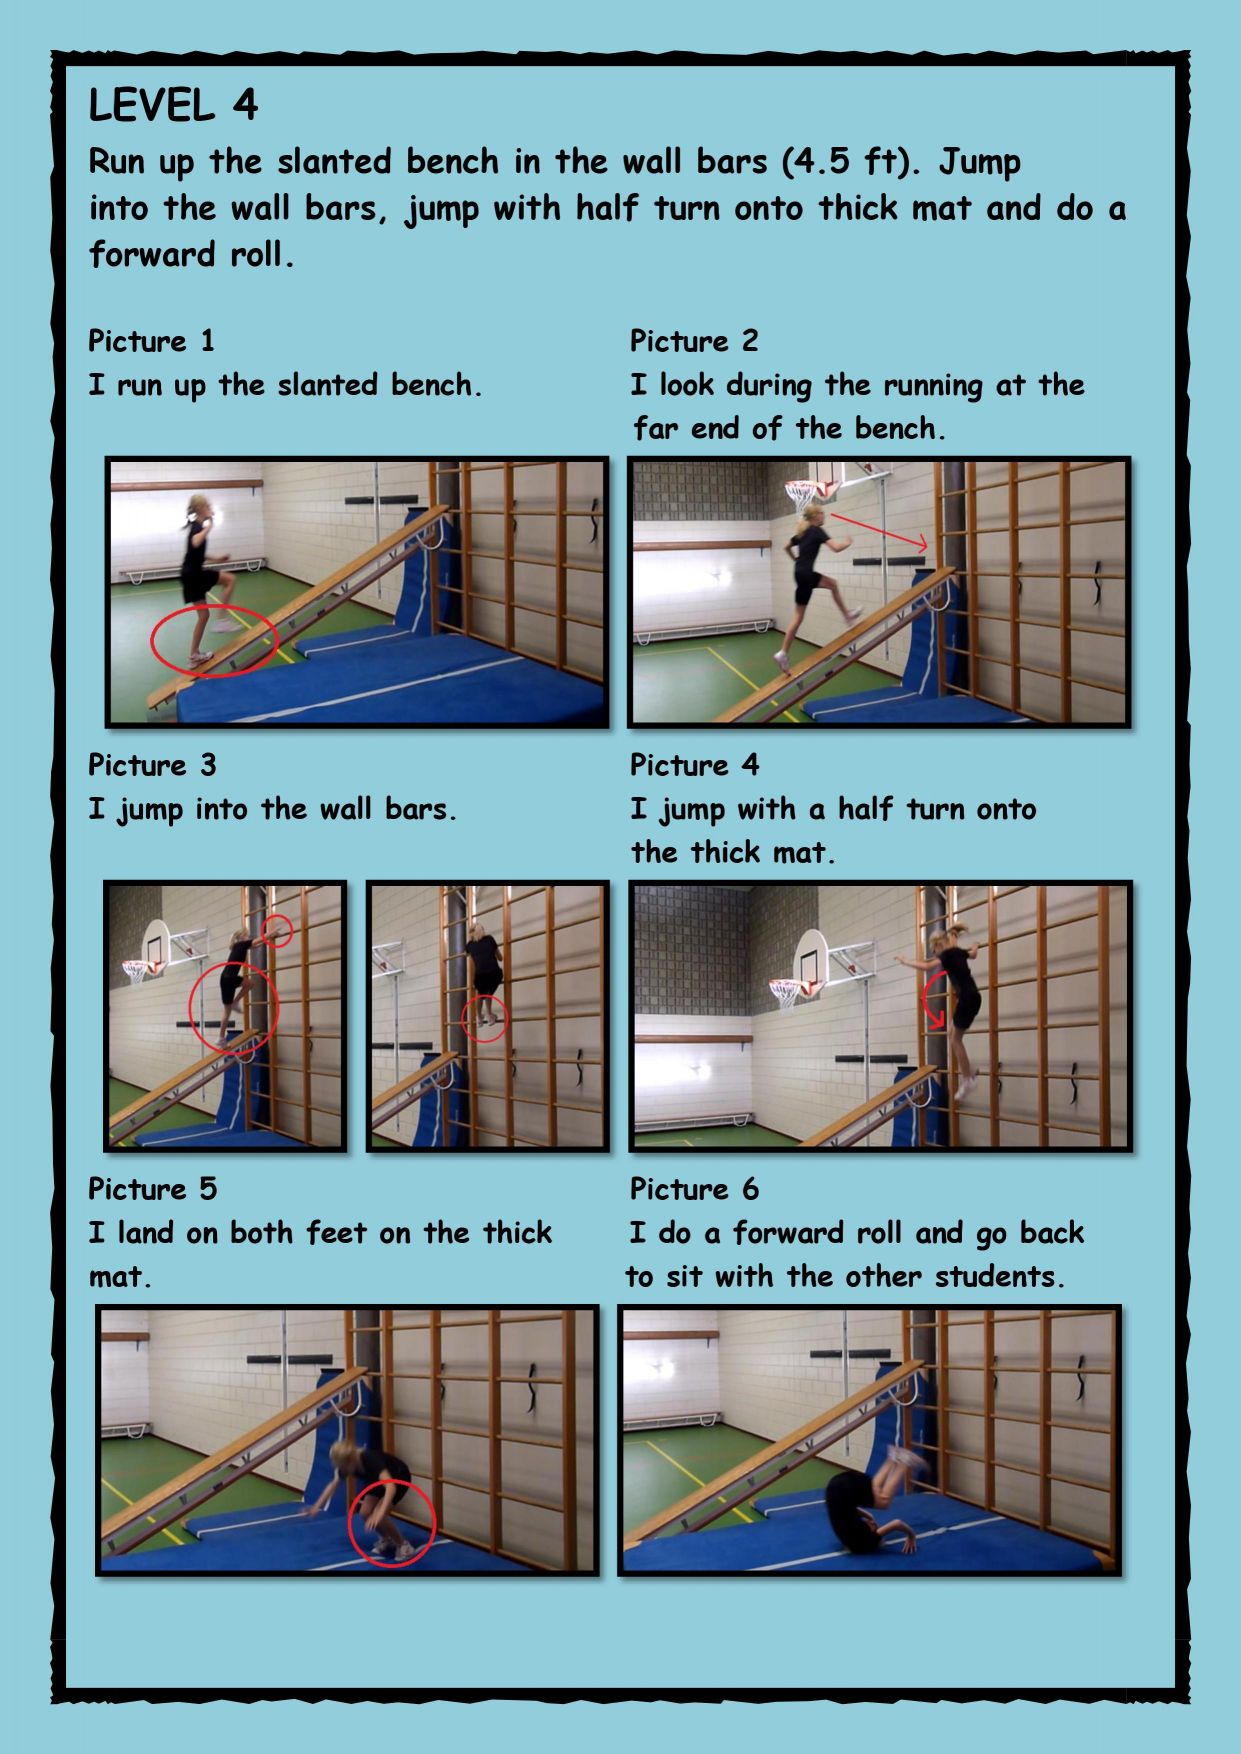 LEVEL 4
Run up the slanted bench in the wall bars (4.5 ft). Jump
into the wall bars, jump with half turn onto thick mat and do a
forward roll.
Picture 1
I run up the slanted bench.
Picture 2
I look during the running at the
far end of the bench.
Picture 3
I jump into the wall bars.
Picture 4
I jump with a half turn onto
the thick mat.
Picture 5
I land on both feet on the thick
mat.
Picture 6
I do a forward roll and go back
to sit with the other students.